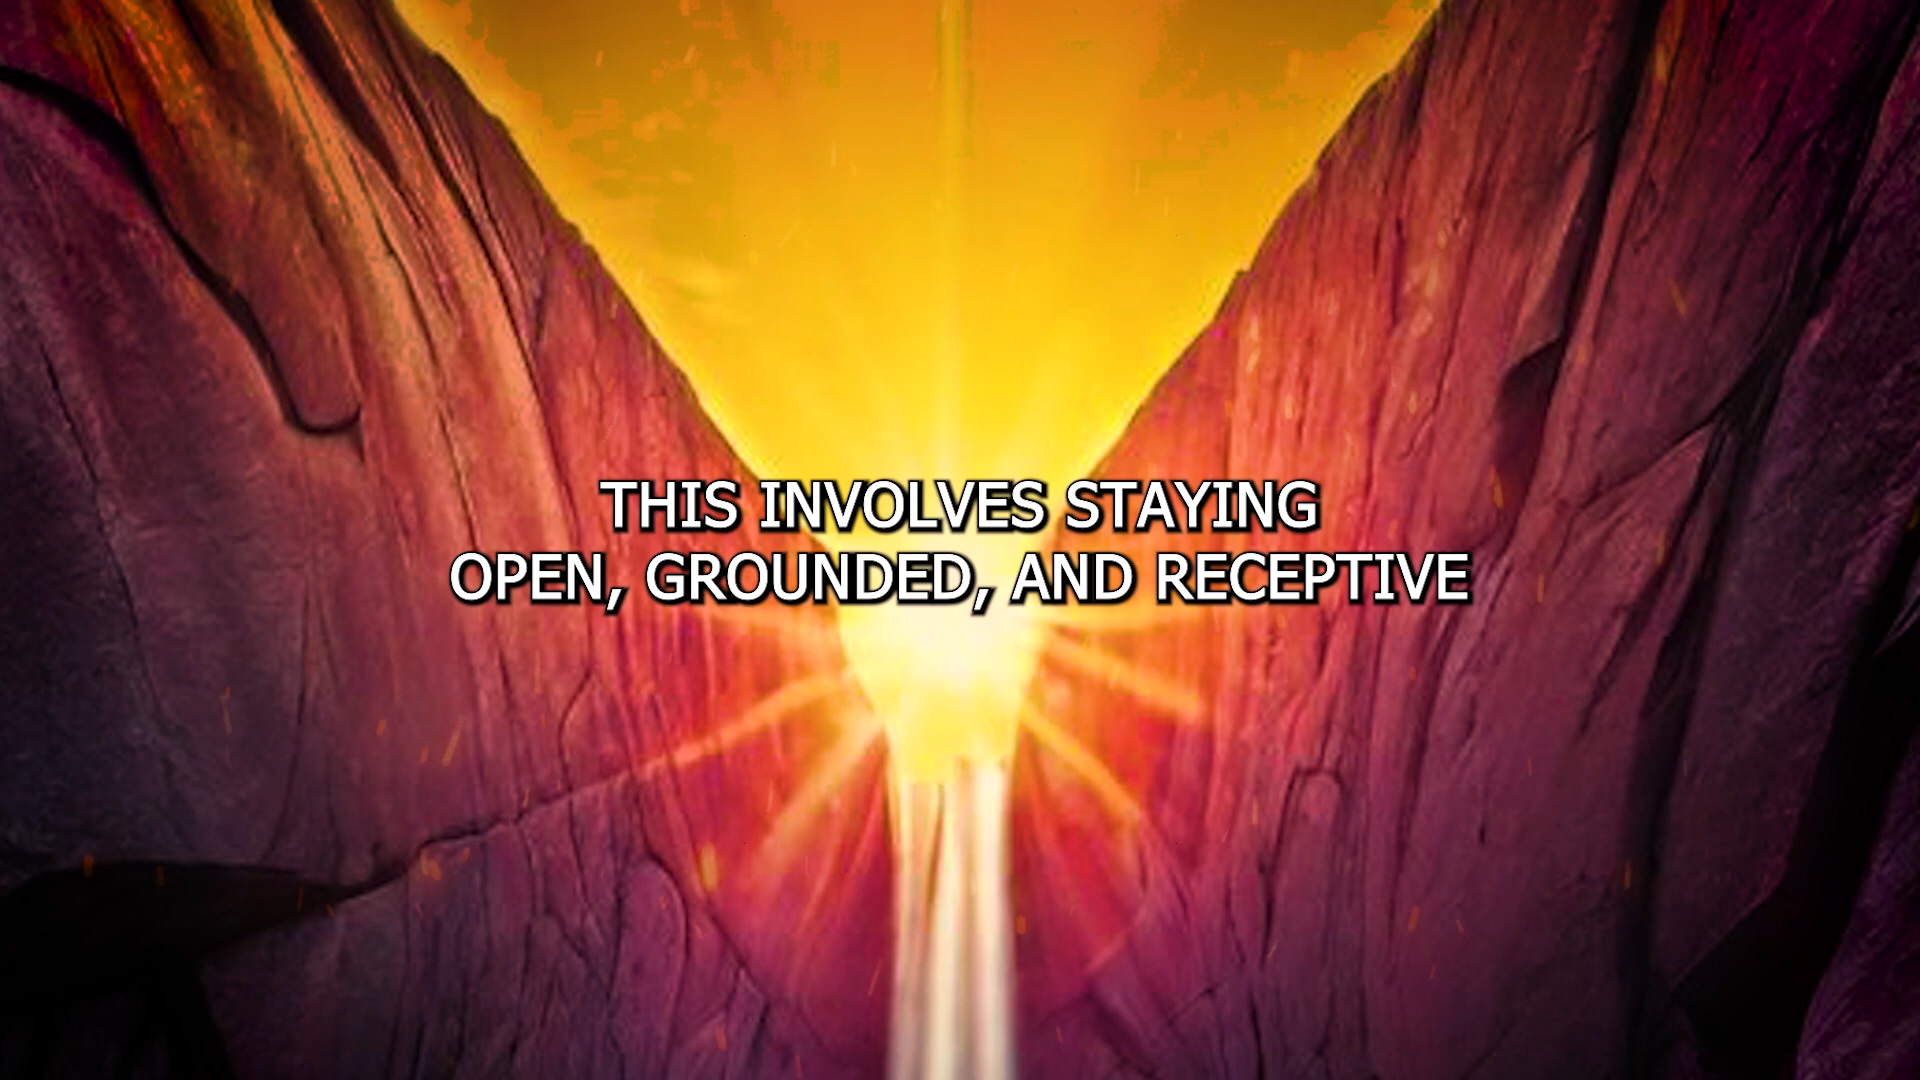 THIS INVOLVES STAYING
OPEN, GROUNDED, AND RECEPTIVE